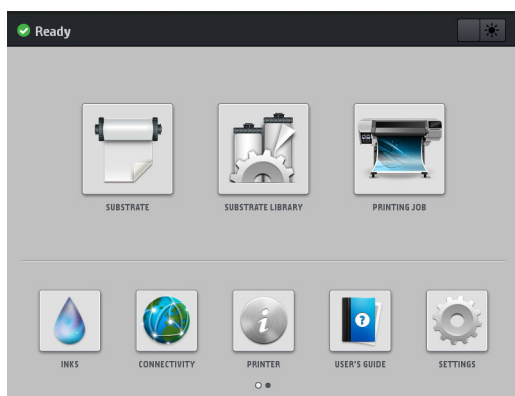 Ready
SUBSTRATE
SUBSTRATE LIBRARY
PRINTING JOB
INKS
CONNECTIVITY
PRINTER
USER'S GUIDE
SETTINGS